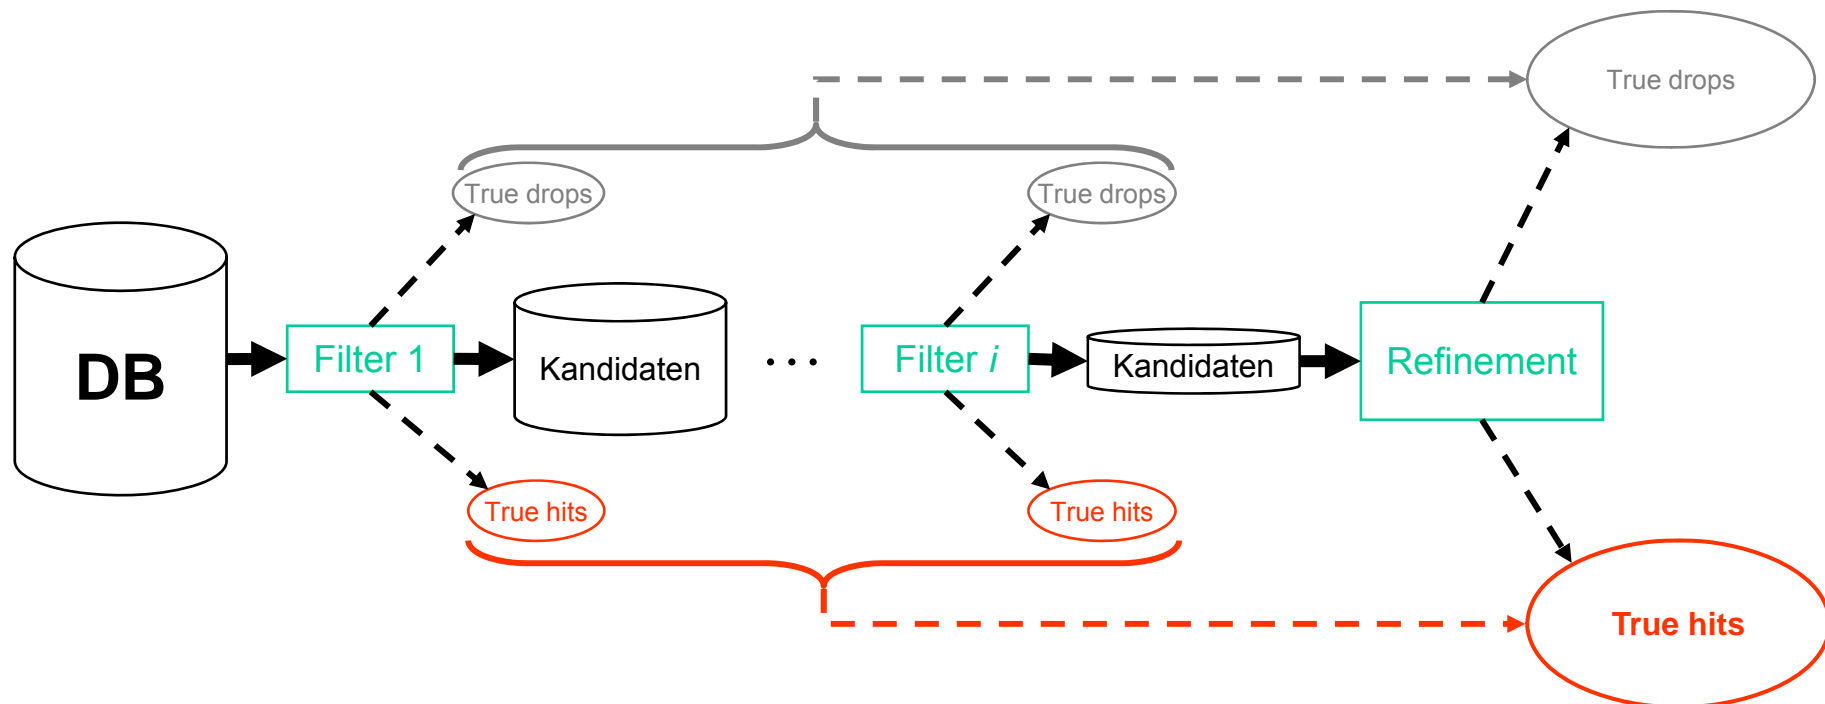 True drops
True drops
True drops
DB
Filter 1
Kandidaten
...
Filter i
Kandidaten
Refinement
True hits
True hits
True hits